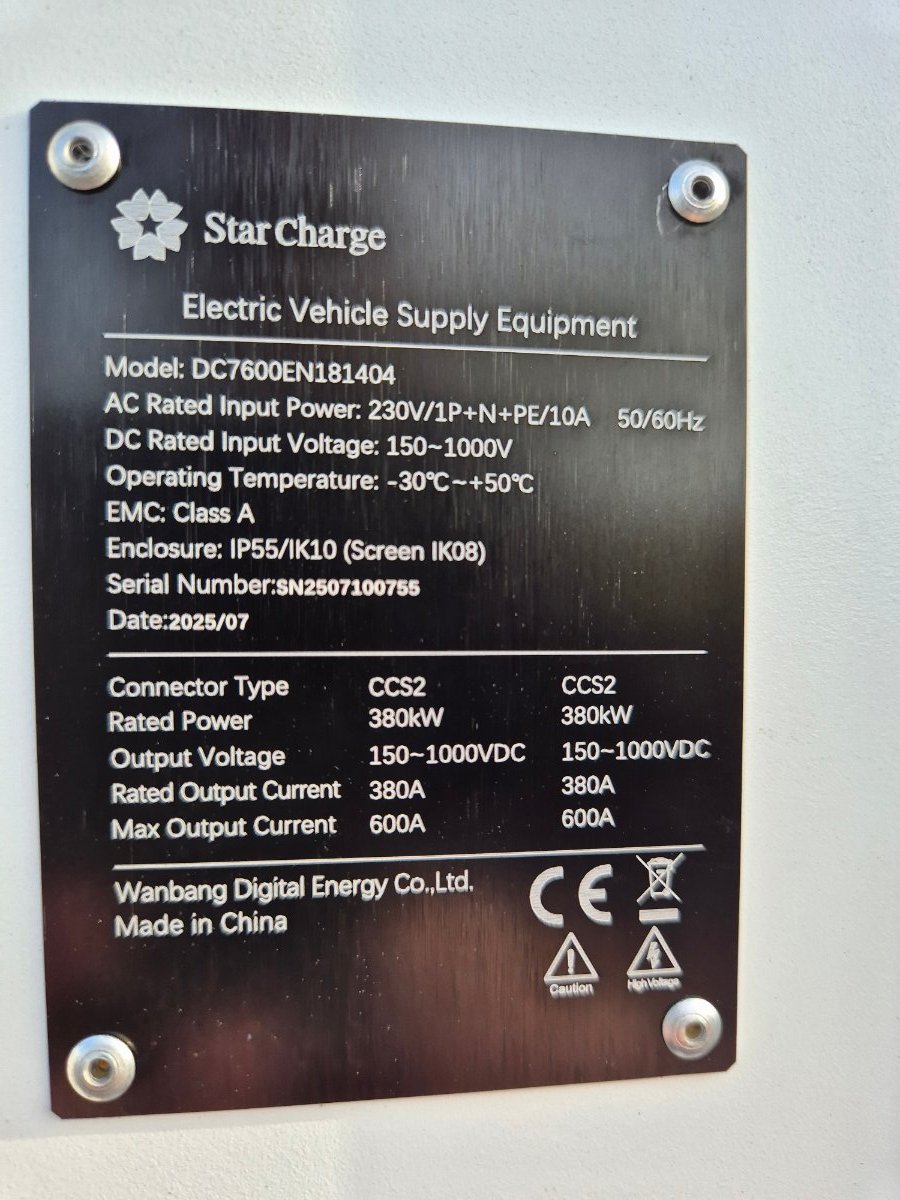 Star Charge
Electric Vehicle Supply Equipment
Model: DC7600EN181404
AC Rated Input Power: 230V/1P+N+PE/10A 50/60Hz
DC Rated Input Voltage: 150~1000V
Operating Temperature: -30℃~+50℃
EMC: Class A
Enclosure: IP55/IK10 (Screen IK08)
Serial Number:SN2507100755
Date:2025/07
Connector Type CCS2 CCS2
Rated Power 380kW 380kW
Output Voltage 150~1000VDC 150~1000VDC
Rated Output Current 380A 380A
Max Output Current 600A 600A
Wanbang Digital Energy Co.,Ltd.
Made in China
CE
Caution
High Voltage